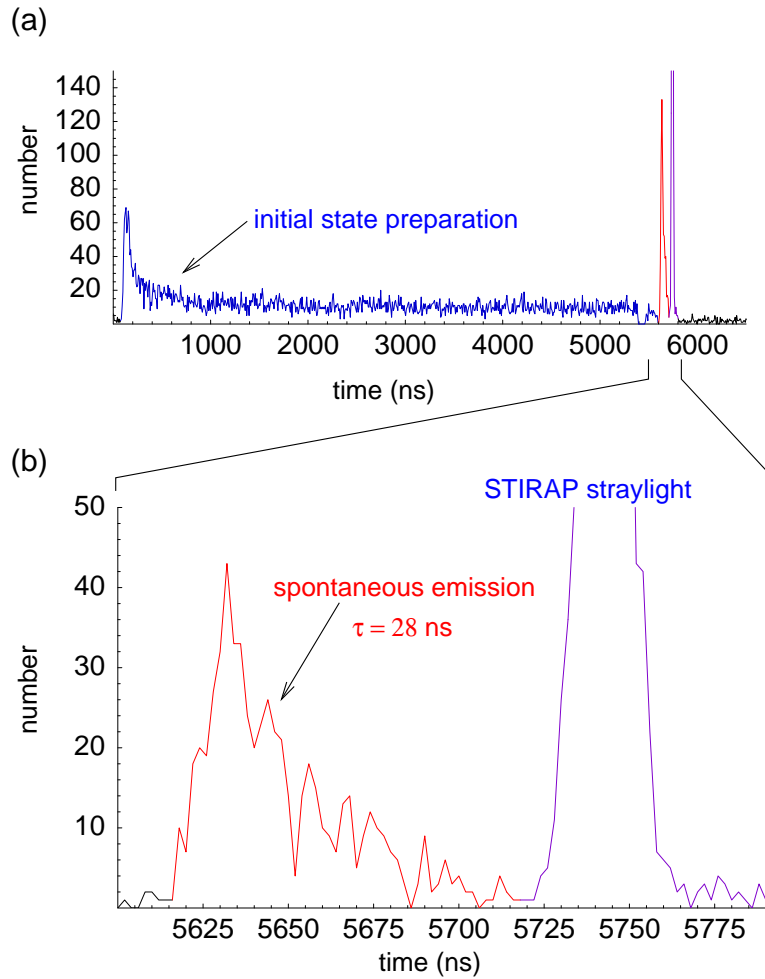 (a)
140
120
100
80
60
40
20
number
initial state preparation
1000 2000 3000 4000 5000 6000
time (ns)
(b)
50
40
30
20
10
number
STIRAP straylight
spontaneous emission
τ = 28 ns
5625 5650 5675 5700 5725 5750 5775
time (ns)